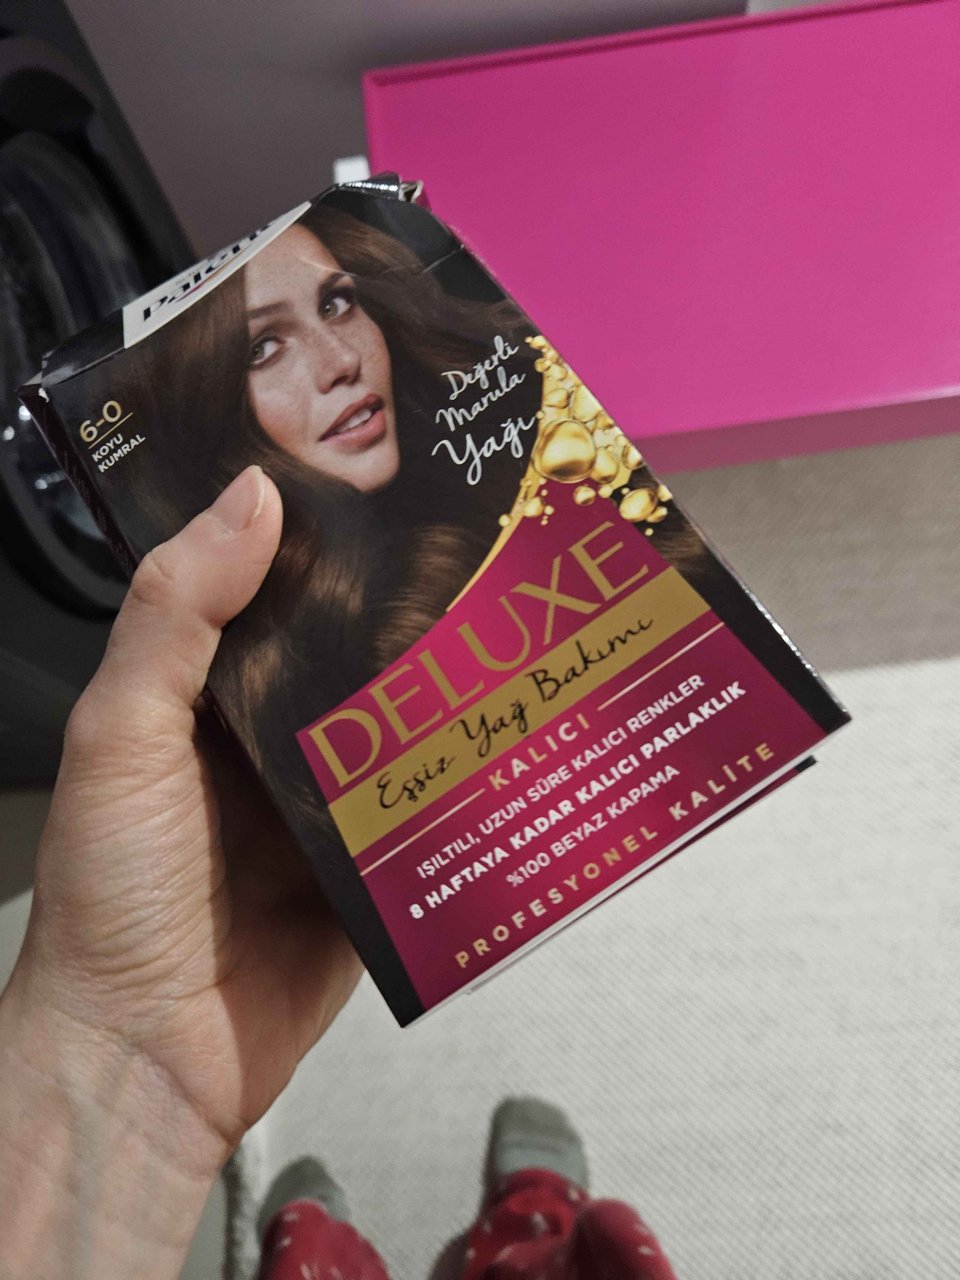 Palette
6-0
KOYU
KUMRAL
Değerli
Marula
Yağı
DELUXE
Eşsiz Yağ Bakımı
KALICI
IŞILTILI, UZUN SÜRE KALICI RENKLER
8 HAFTAYA KADAR KALICI PARLAKLIK
%100 BEYAZ KAPAMA
PROFESYONEL KALİTE